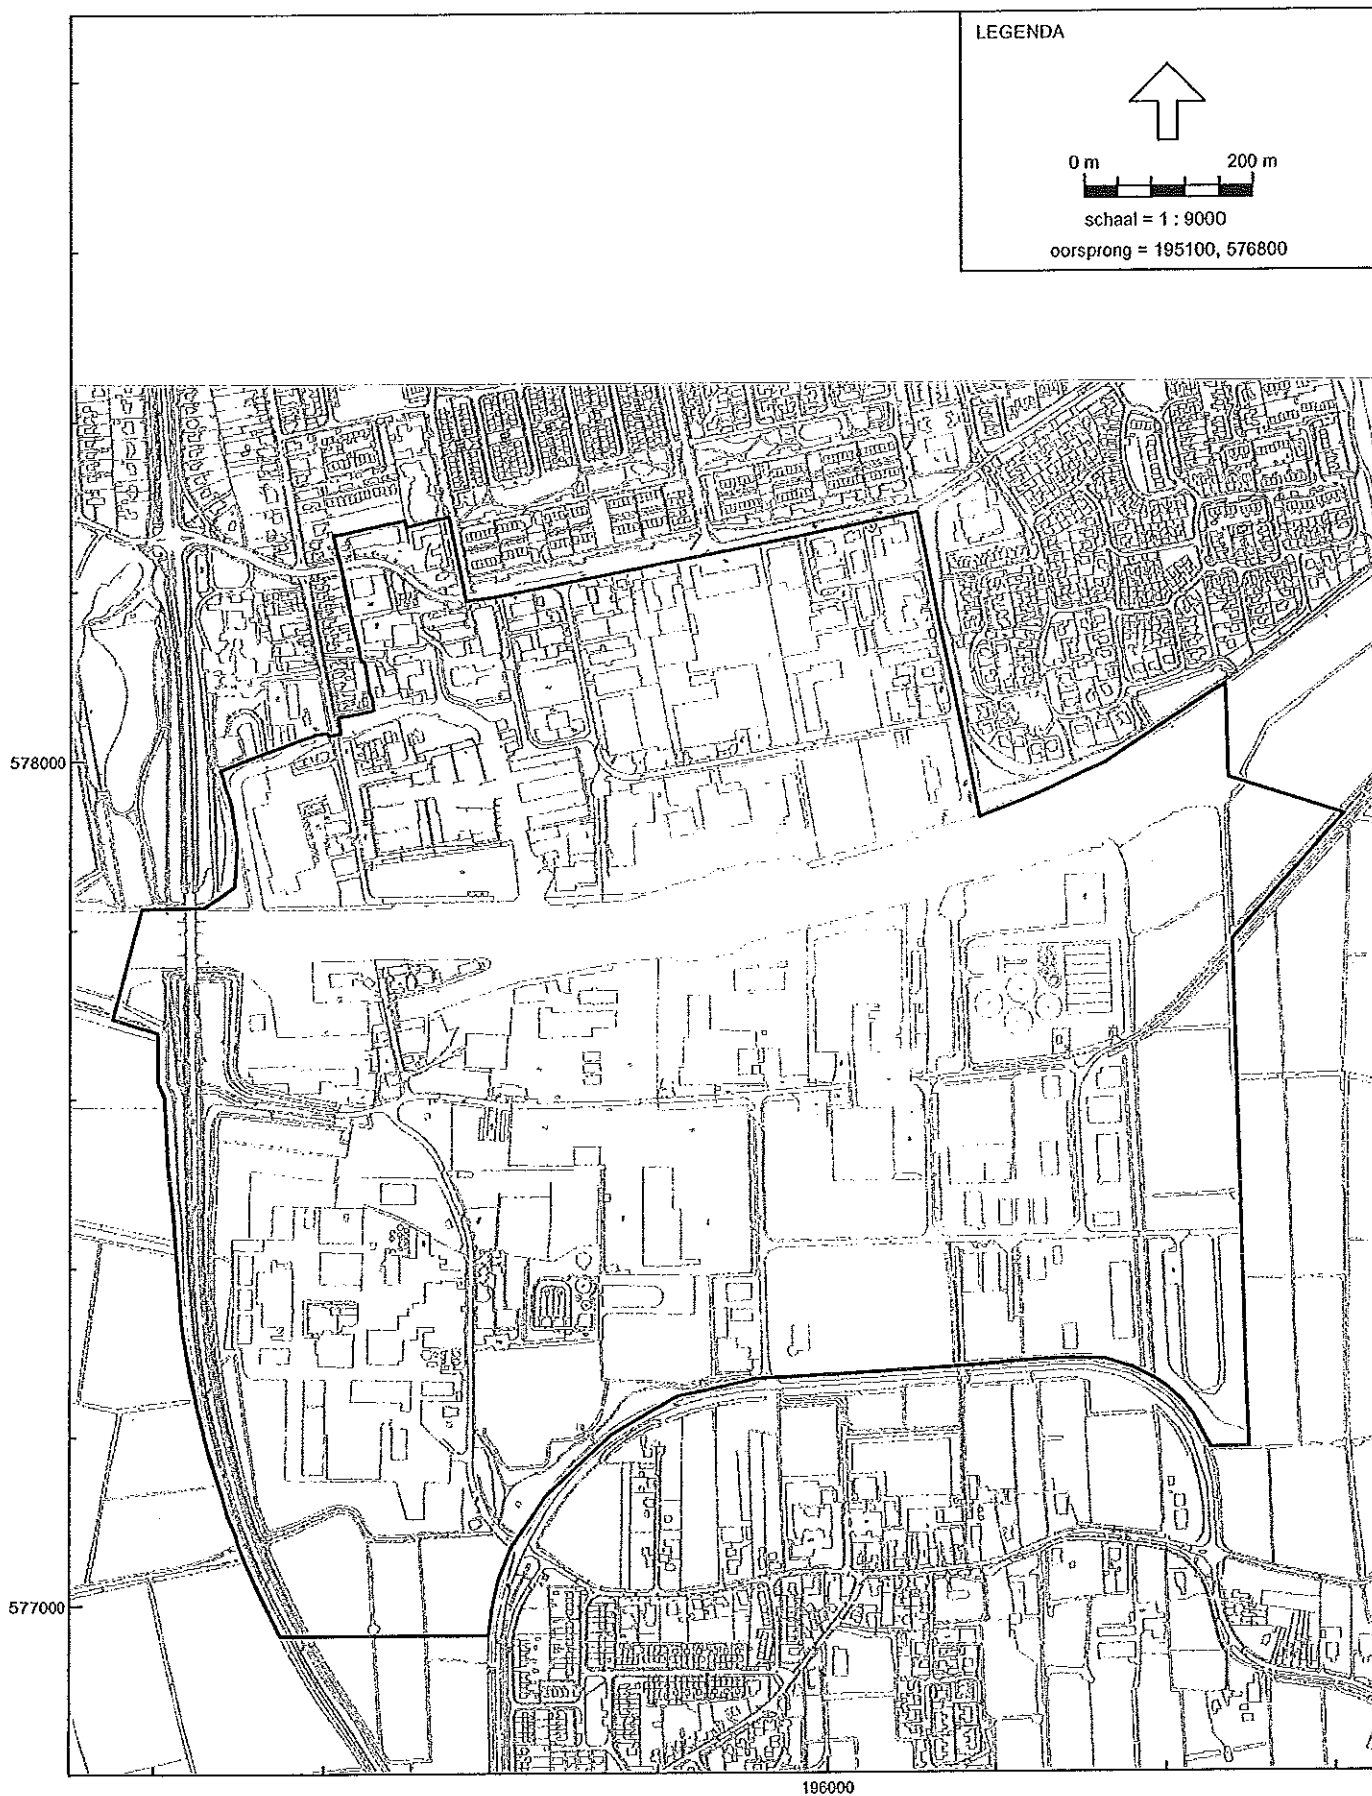 LEGENDA
0 m 200 m
schaal = 1 : 9000
oorsprong = 195100, 576800
578000
577000
196000